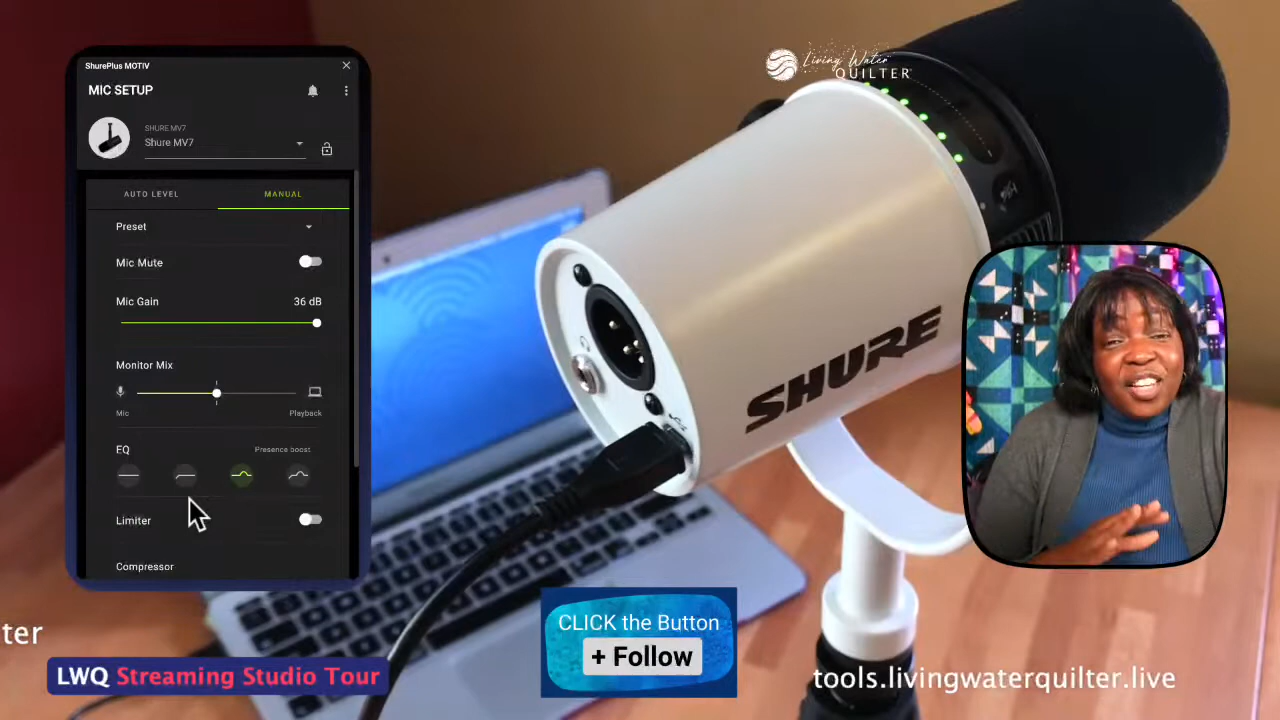 ShurePlus MOTIV
MIC SETUP
SHURE MV7
Shure MV7
AUTO LEVEL
MANUAL
Preset
Mic Mute
Mic Gain
36 dB
Monitor Mix
Mic
Playback
EQ
Presence boost
Limiter
Compressor
Living Water
QUILTER
SHURE
CLICK the Button
+ Follow
ter
LWQ Streaming Studio Tour
tools.livingwaterquilter.live